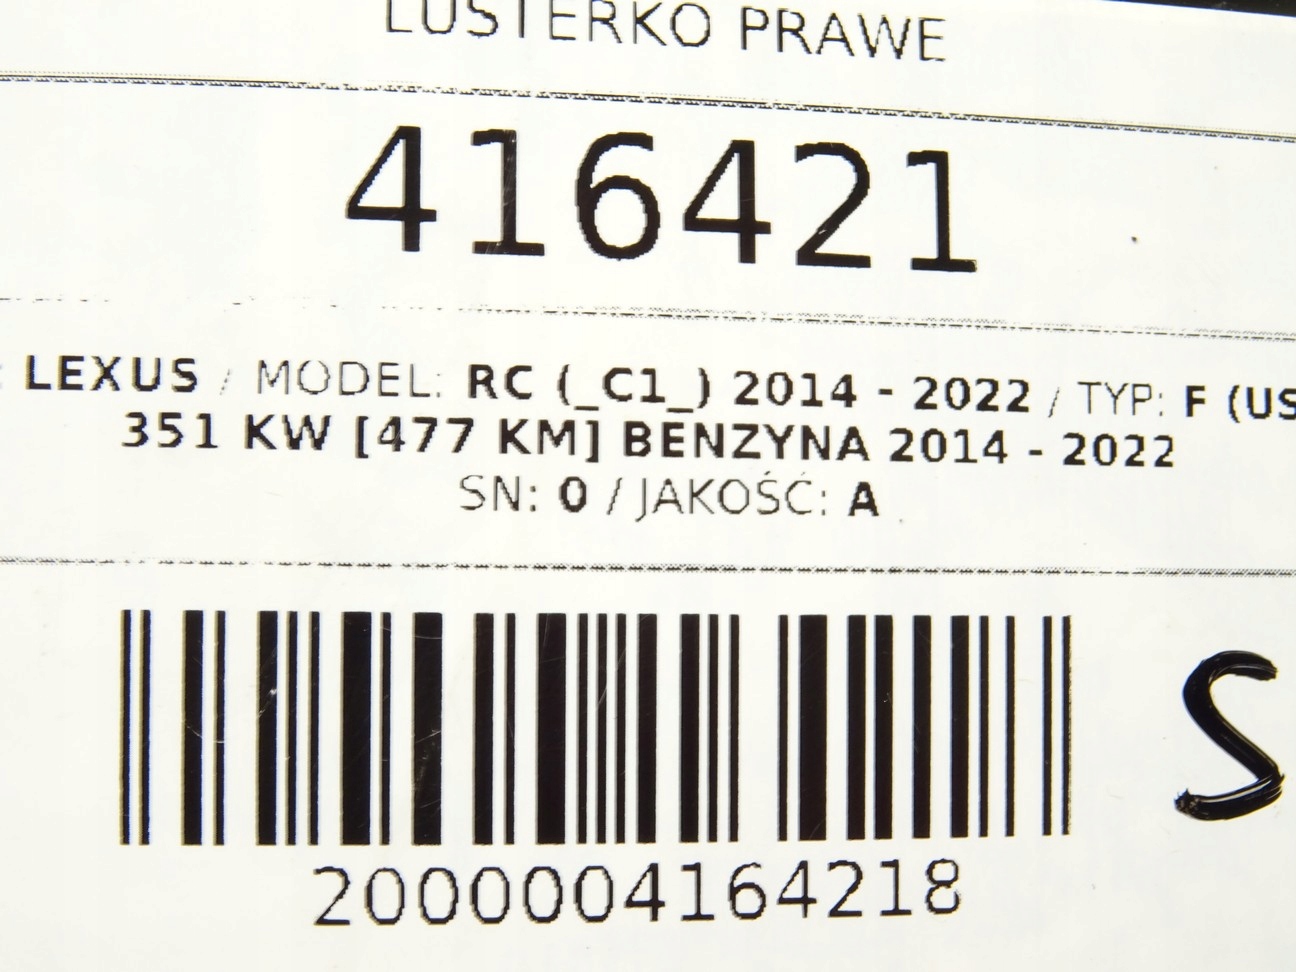 LUSTERKO PRAWE
416421
: LEXUS / MODEL: RC (_C1_) 2014 - 2022 / TYP: F (US
351 KW [477 KM] BENZYNA 2014 - 2022
SN: 0 / JAKOŚĆ: A
S
2000004164218